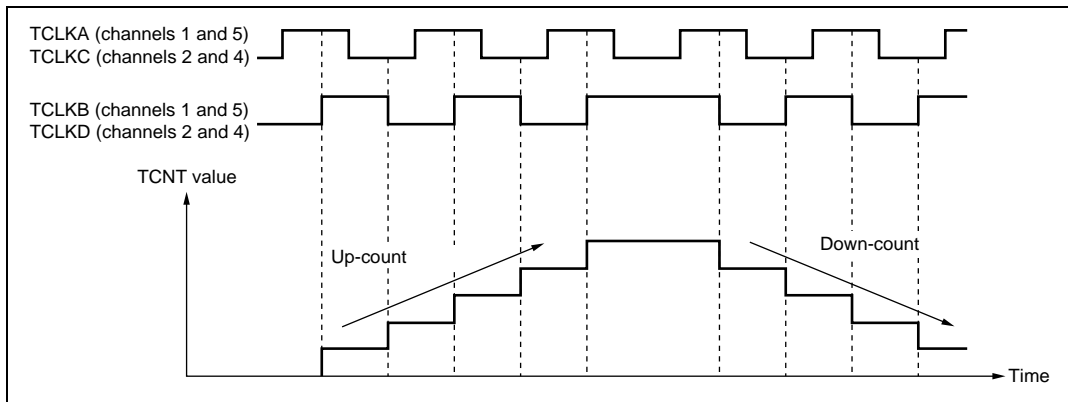 TCLKA (channels 1 and 5)
TCLKC (channels 2 and 4)
TCLKB (channels 1 and 5)
TCLKD (channels 2 and 4)
TCNT value
Up-count
Down-count
Time